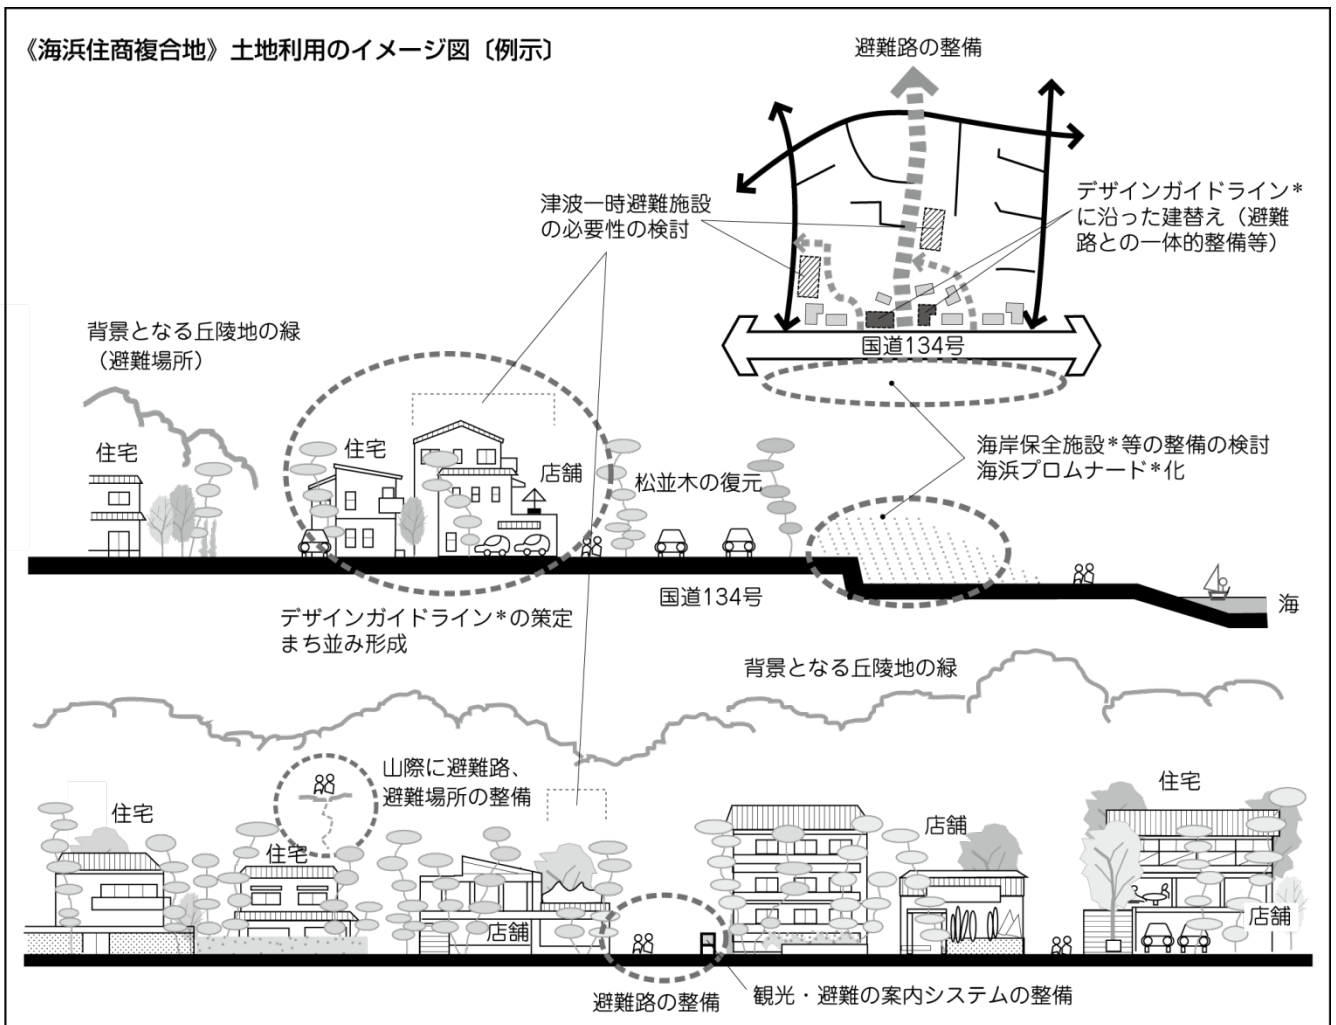 《海浜住商複合地》土地利用のイメージ図〔例示〕
避難路の整備
津波一時避難施設
の必要性の検討
デザインガイドライン*
に沿った建替え（避難
路との一体的整備等）
国道134号
背景となる丘陵地の緑
（避難場所）
住宅
住宅
店舗
松並木の復元
海岸保全施設*等の整備の検討
海浜プロムナード*化
国道134号
海
デザインガイドライン*の策定
まち並み形成
背景となる丘陵地の緑
山際に避難路、
避難場所の整備
住宅
住宅
店舗
店舗
住宅
店舗
避難路の整備
観光・避難の案内システムの整備